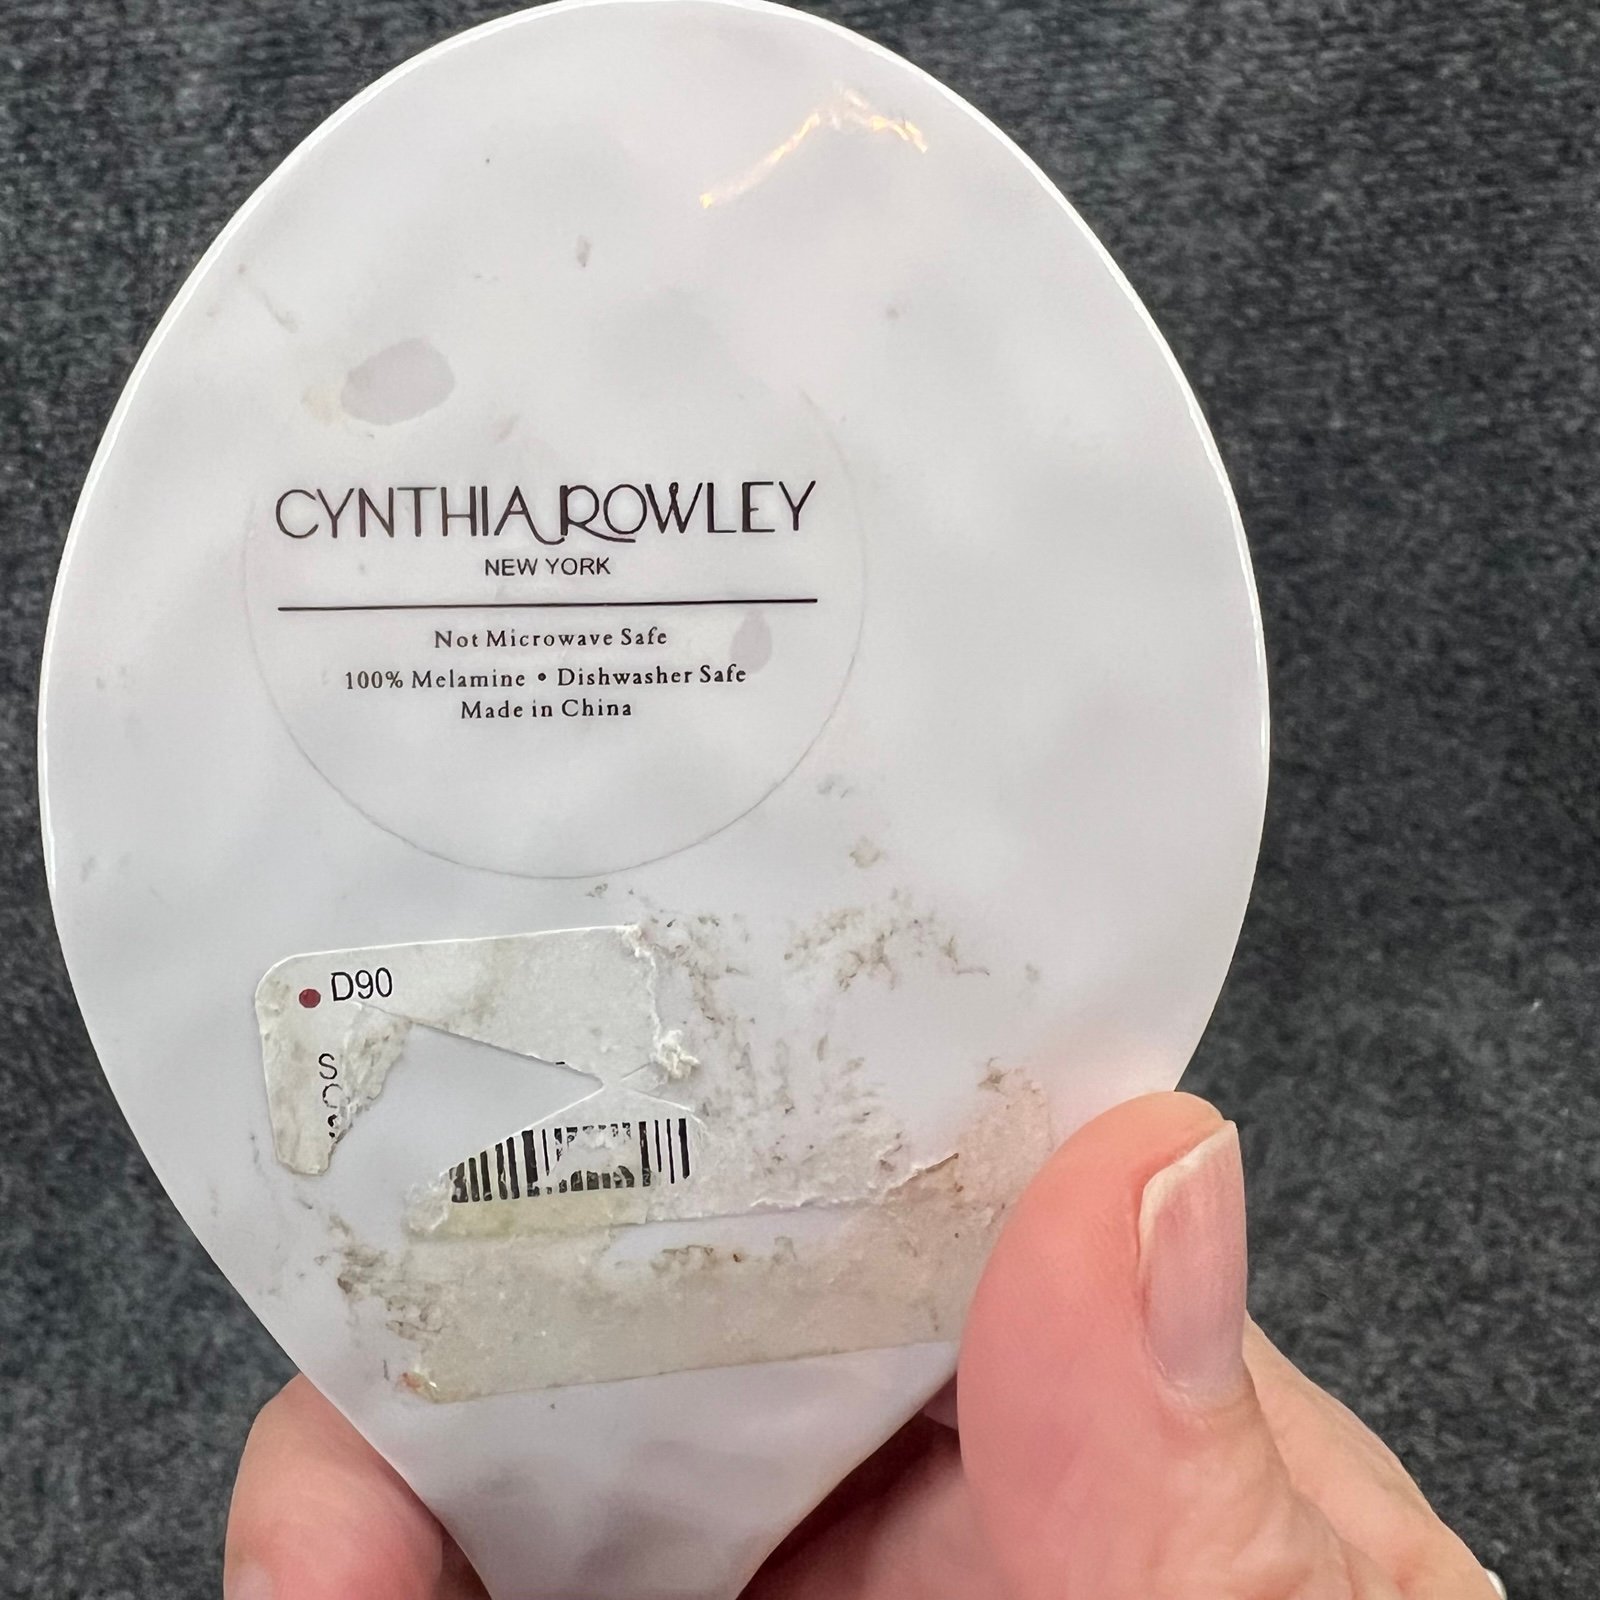 CYNTHIA ROWLEY
NEW YORK
Not Microwave Safe
100% Melamine • Dishwasher Safe
Made in China
D90
S